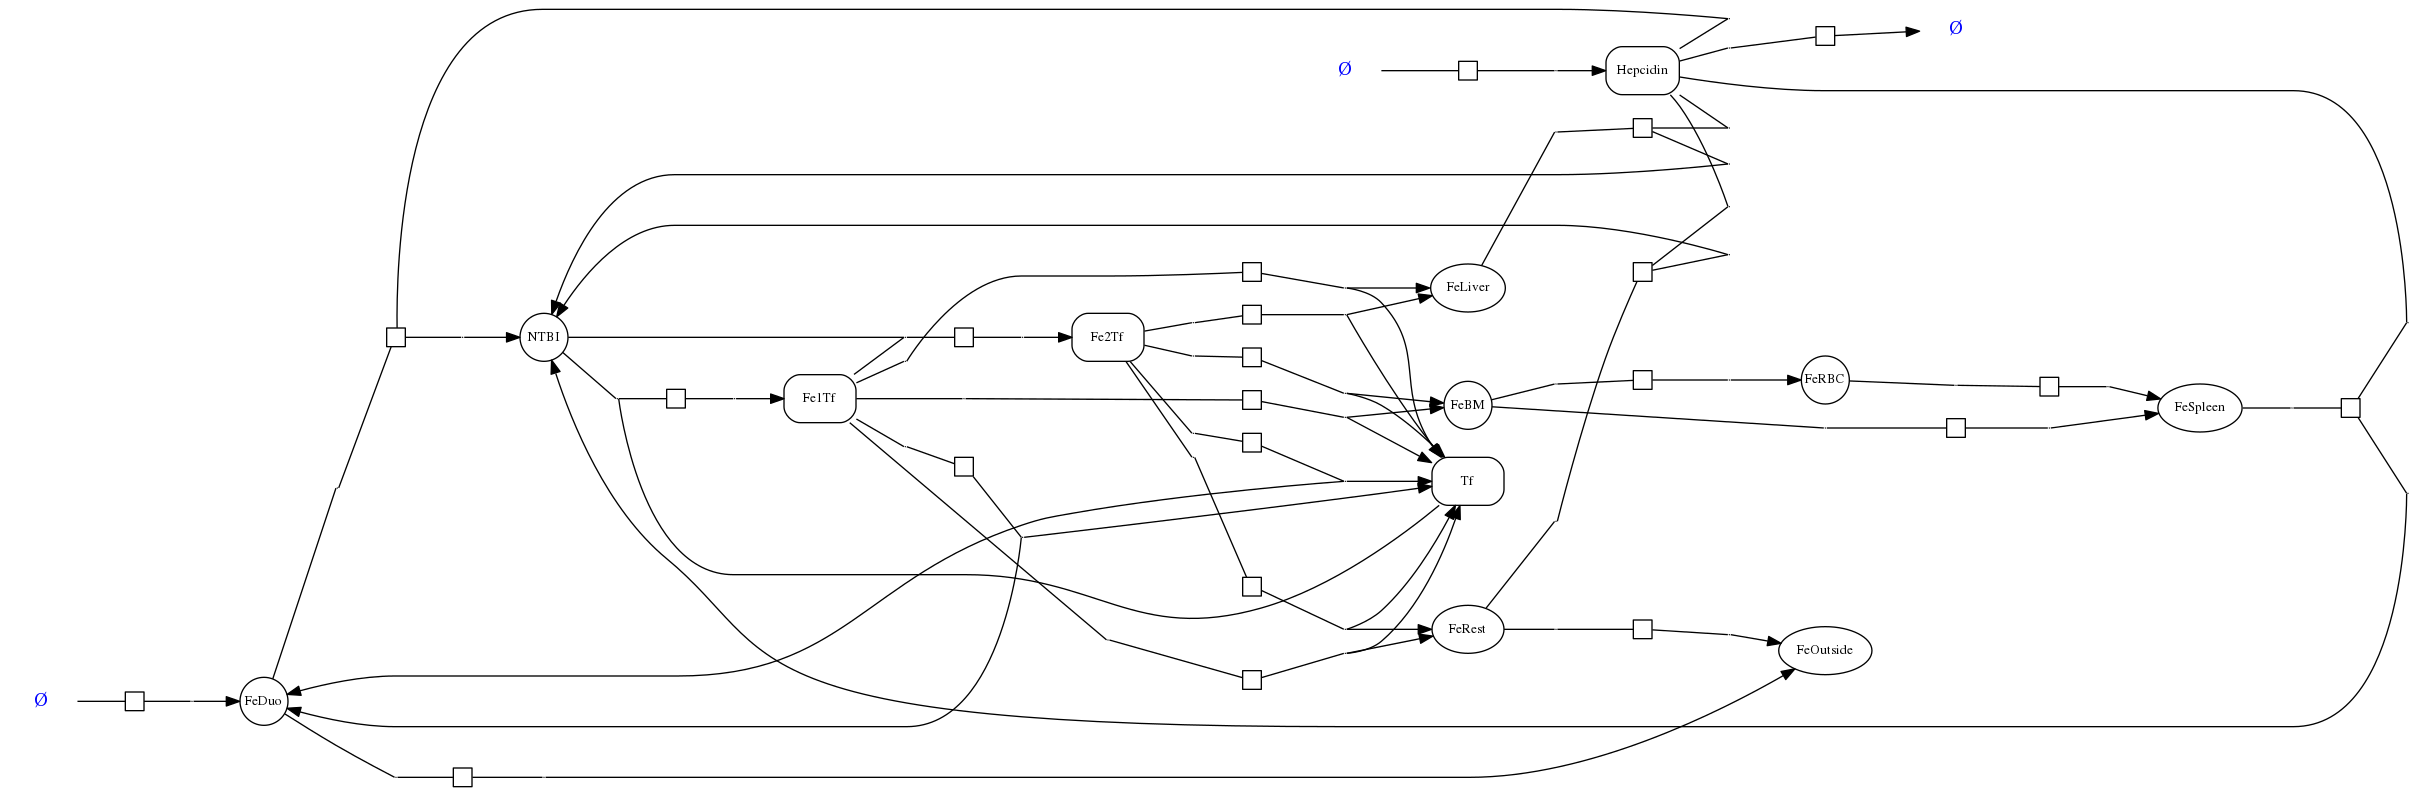 Ø
Ø
Hepcidin
FeLiver
NTBI
Fe2Tf
Fe1Tf
FeBM
FeRBC
FeSpleen
Tf
FeRest
FeOutside
Ø
FeDuo